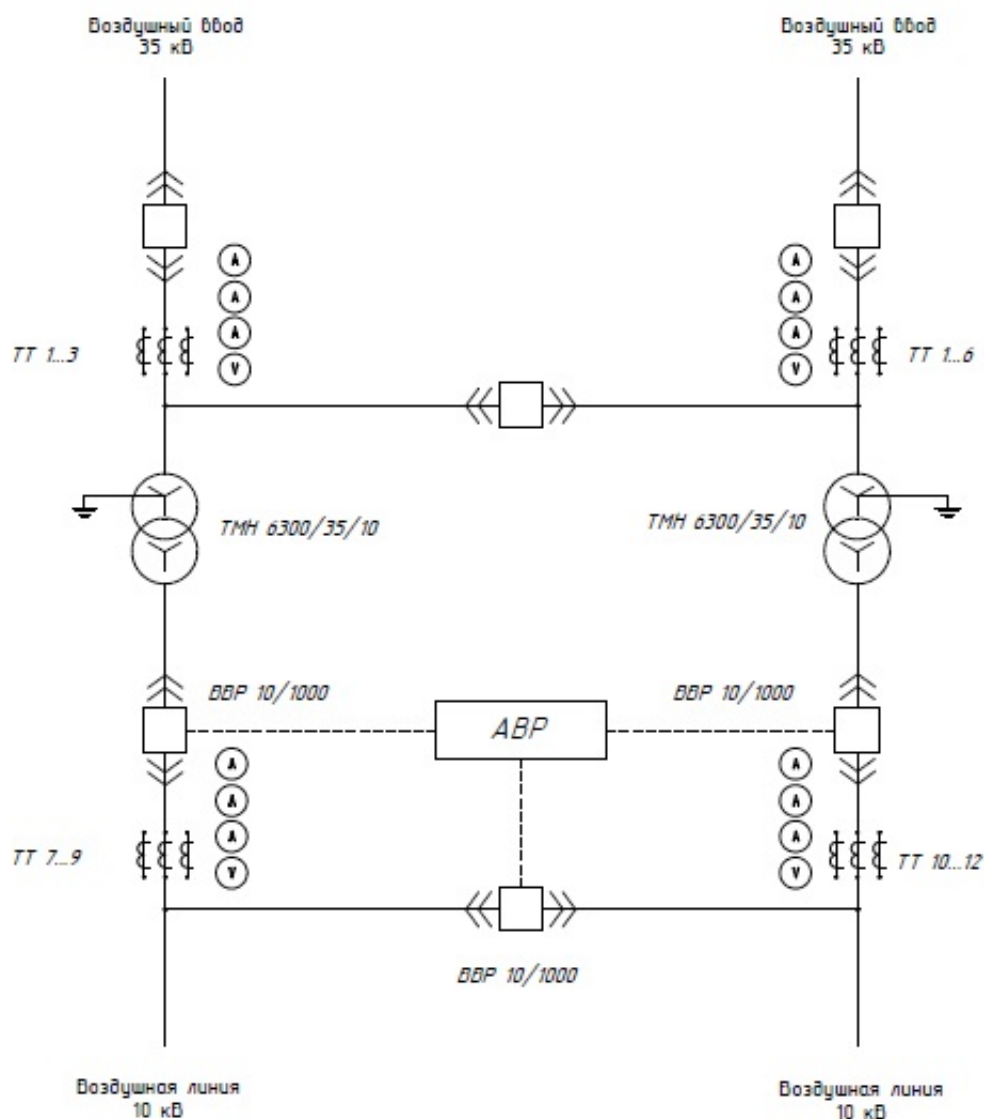 Воздушный ввод
35 кВ
Воздушный ввод
35 кВ
A
A
A
V
A
A
A
V
ТТ 1...3
ТТ 1...6
ТМН 6300/35/10
ТМН 6300/35/10
ВВР 10/1000
ВВР 10/1000
АВР
A
A
A
V
A
A
A
V
ТТ 7...9
ТТ 10...12
ВВР 10/1000
Воздушная линия
10 кВ
Воздушная линия
10 кВ